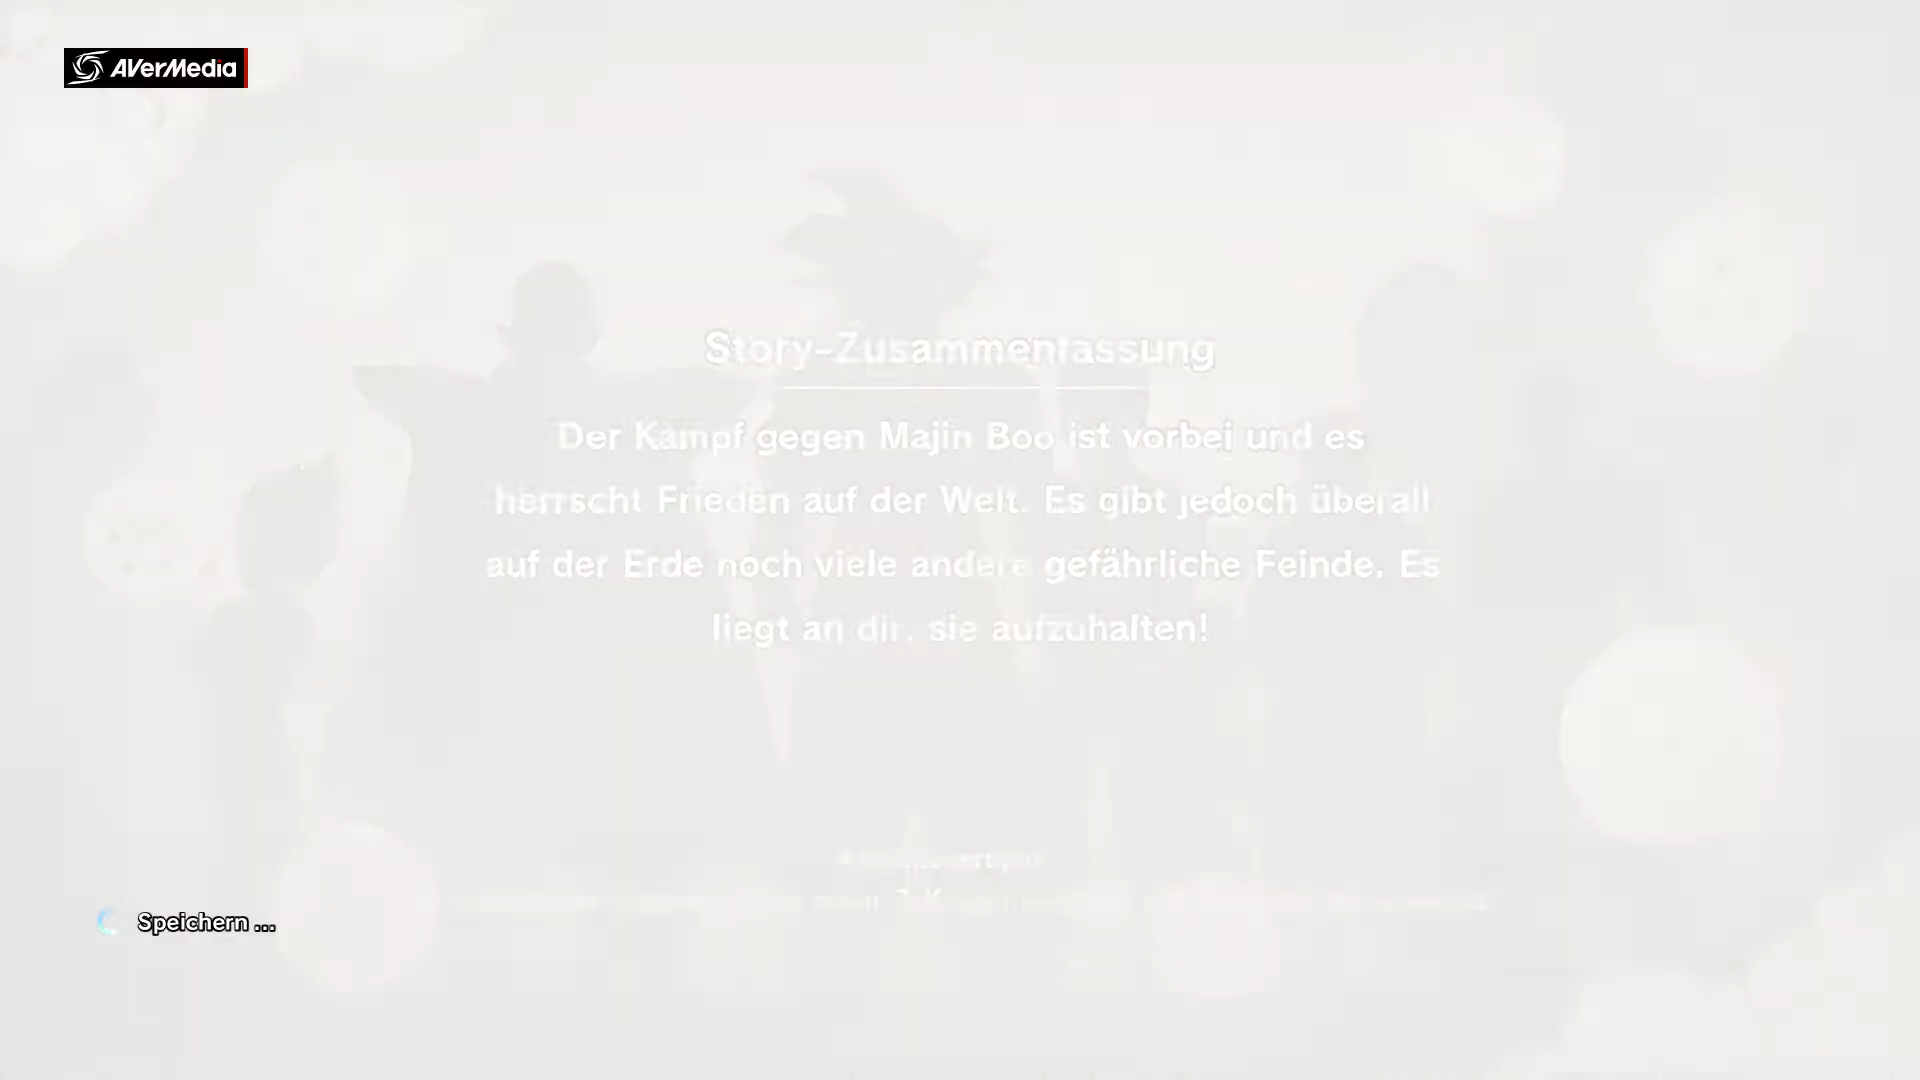 AVerMedia
Story-Zusammenfassung
Der Kampf gegen Majin Boo ist vorbei und es
herrscht Frieden auf der Welt. Es gibt jedoch überall
auf der Erde noch viele andere gefährliche Feinde. Es
liegt an dir, sie aufzuhalten!
Speichern ...